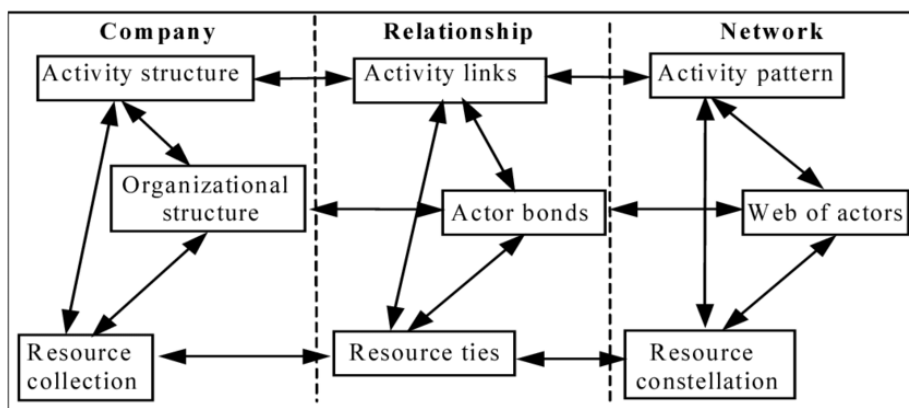 Company
Relationship
Network
Activity structure
Activity links
Activity pattern
Organizational
structure
Actor bonds
Web of actors
Resource
collection
Resource ties
Resource
constellation